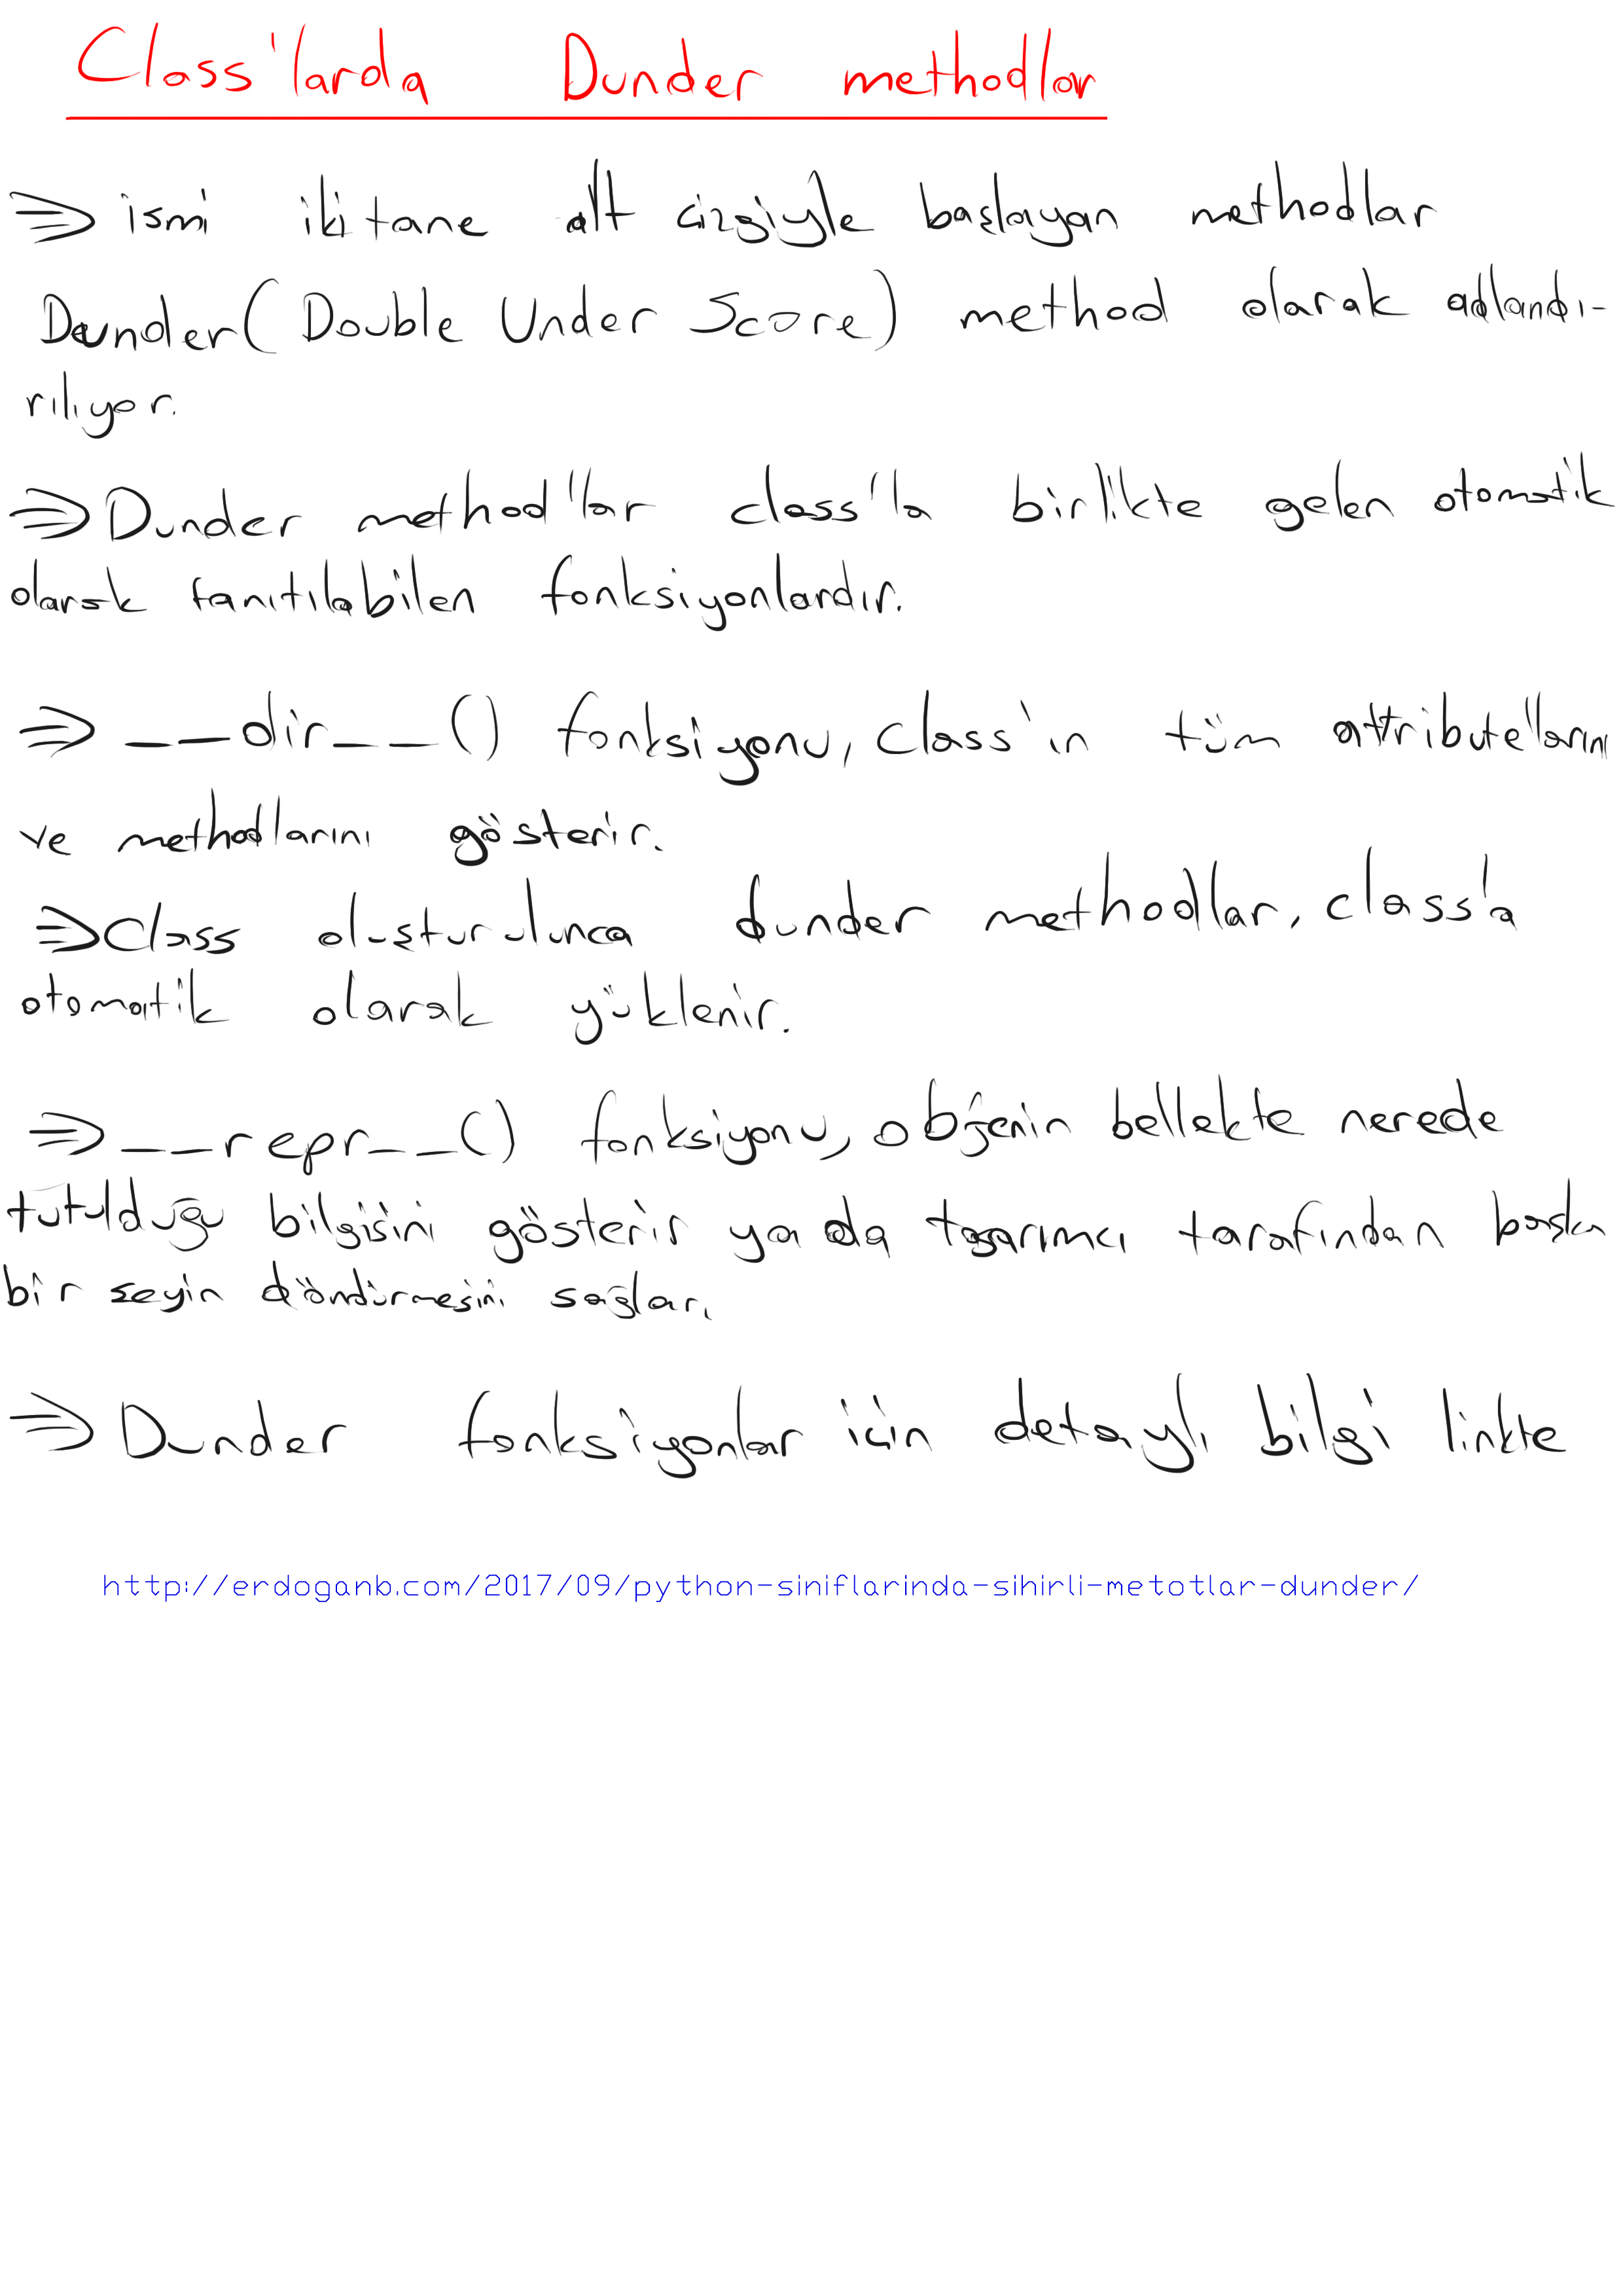 Class'larda Dunder methodlar
⇒ ismi iki tane alt çizgiyle başlayan methodlar
Dunder(Double Under Score) method olarak adlandı-
rılıyor.
⇒ Dunder method'lar class'la birlikte gelen otomatik
olarak tanıtılabilen fonksiyonlardır.
⇒ __dir__() fonksiyonu, class'ın tüm attributelarını
ve methodlarını gösterir.
⇒ Class oluşturulunca dunder methodlar, class'a
otomatik olarak yüklenir.
⇒ __repr__() fonksiyonu, objenin bellekte nerede
tutulduğu bilgisini gösterir ya da tasarımcı tarafından başka
bir şeyin döndürmesini sağlar.
⇒ Dunder fonksiyonlar için detaylı bilgi linkte
http://erdoganb.com/2017/09/python-siniflarinda-sihirli-metotlar-dunder/